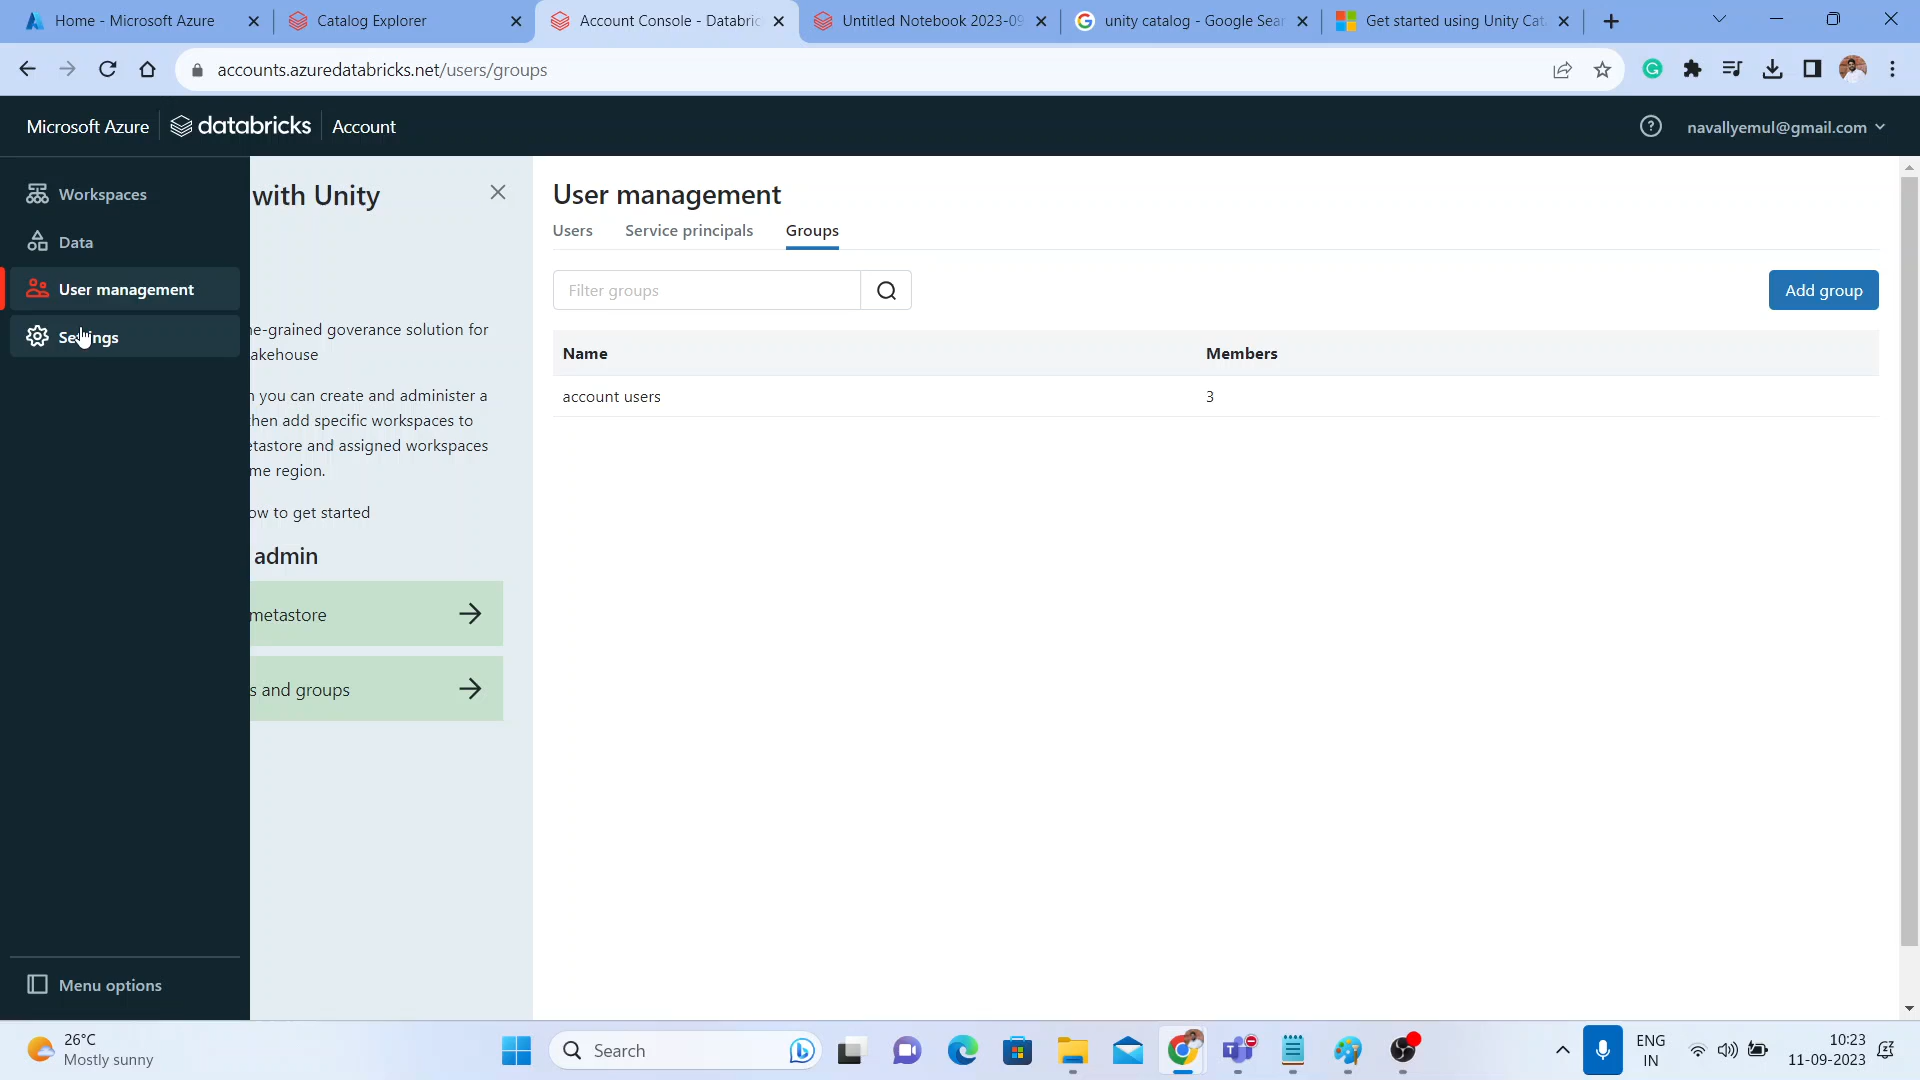 Home - Microsoft Azure
Catalog Explorer
Account Console - Databric
Untitled Notebook 2023-09
unity catalog - Google Sear
Get started using Unity Cat
accounts.azuredatabricks.net/users/groups
Microsoft Azure
databricks
Account
navallyemul@gmail.com
Workspaces
Data
User management
Settings
with Unity
e-grained goverance solution for
akehouse
you can create and administer a
hen add specific workspaces to
etastore and assigned workspaces
me region.
ow to get started
admin
metastore
s and groups
Menu options
User management
Users
Service principals
Groups
Filter groups
Add group
Name
Members
account users
3
26°C
Mostly sunny
Search
ENG
IN
10:23
11-09-2023